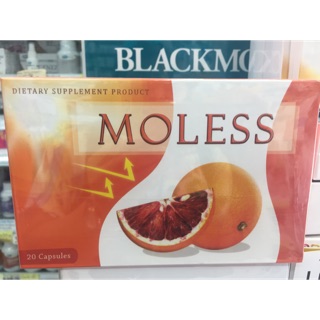 BLACKMO
DIETARY SUPPLEMENT PRODUCT
MOLESS
20 Capsules